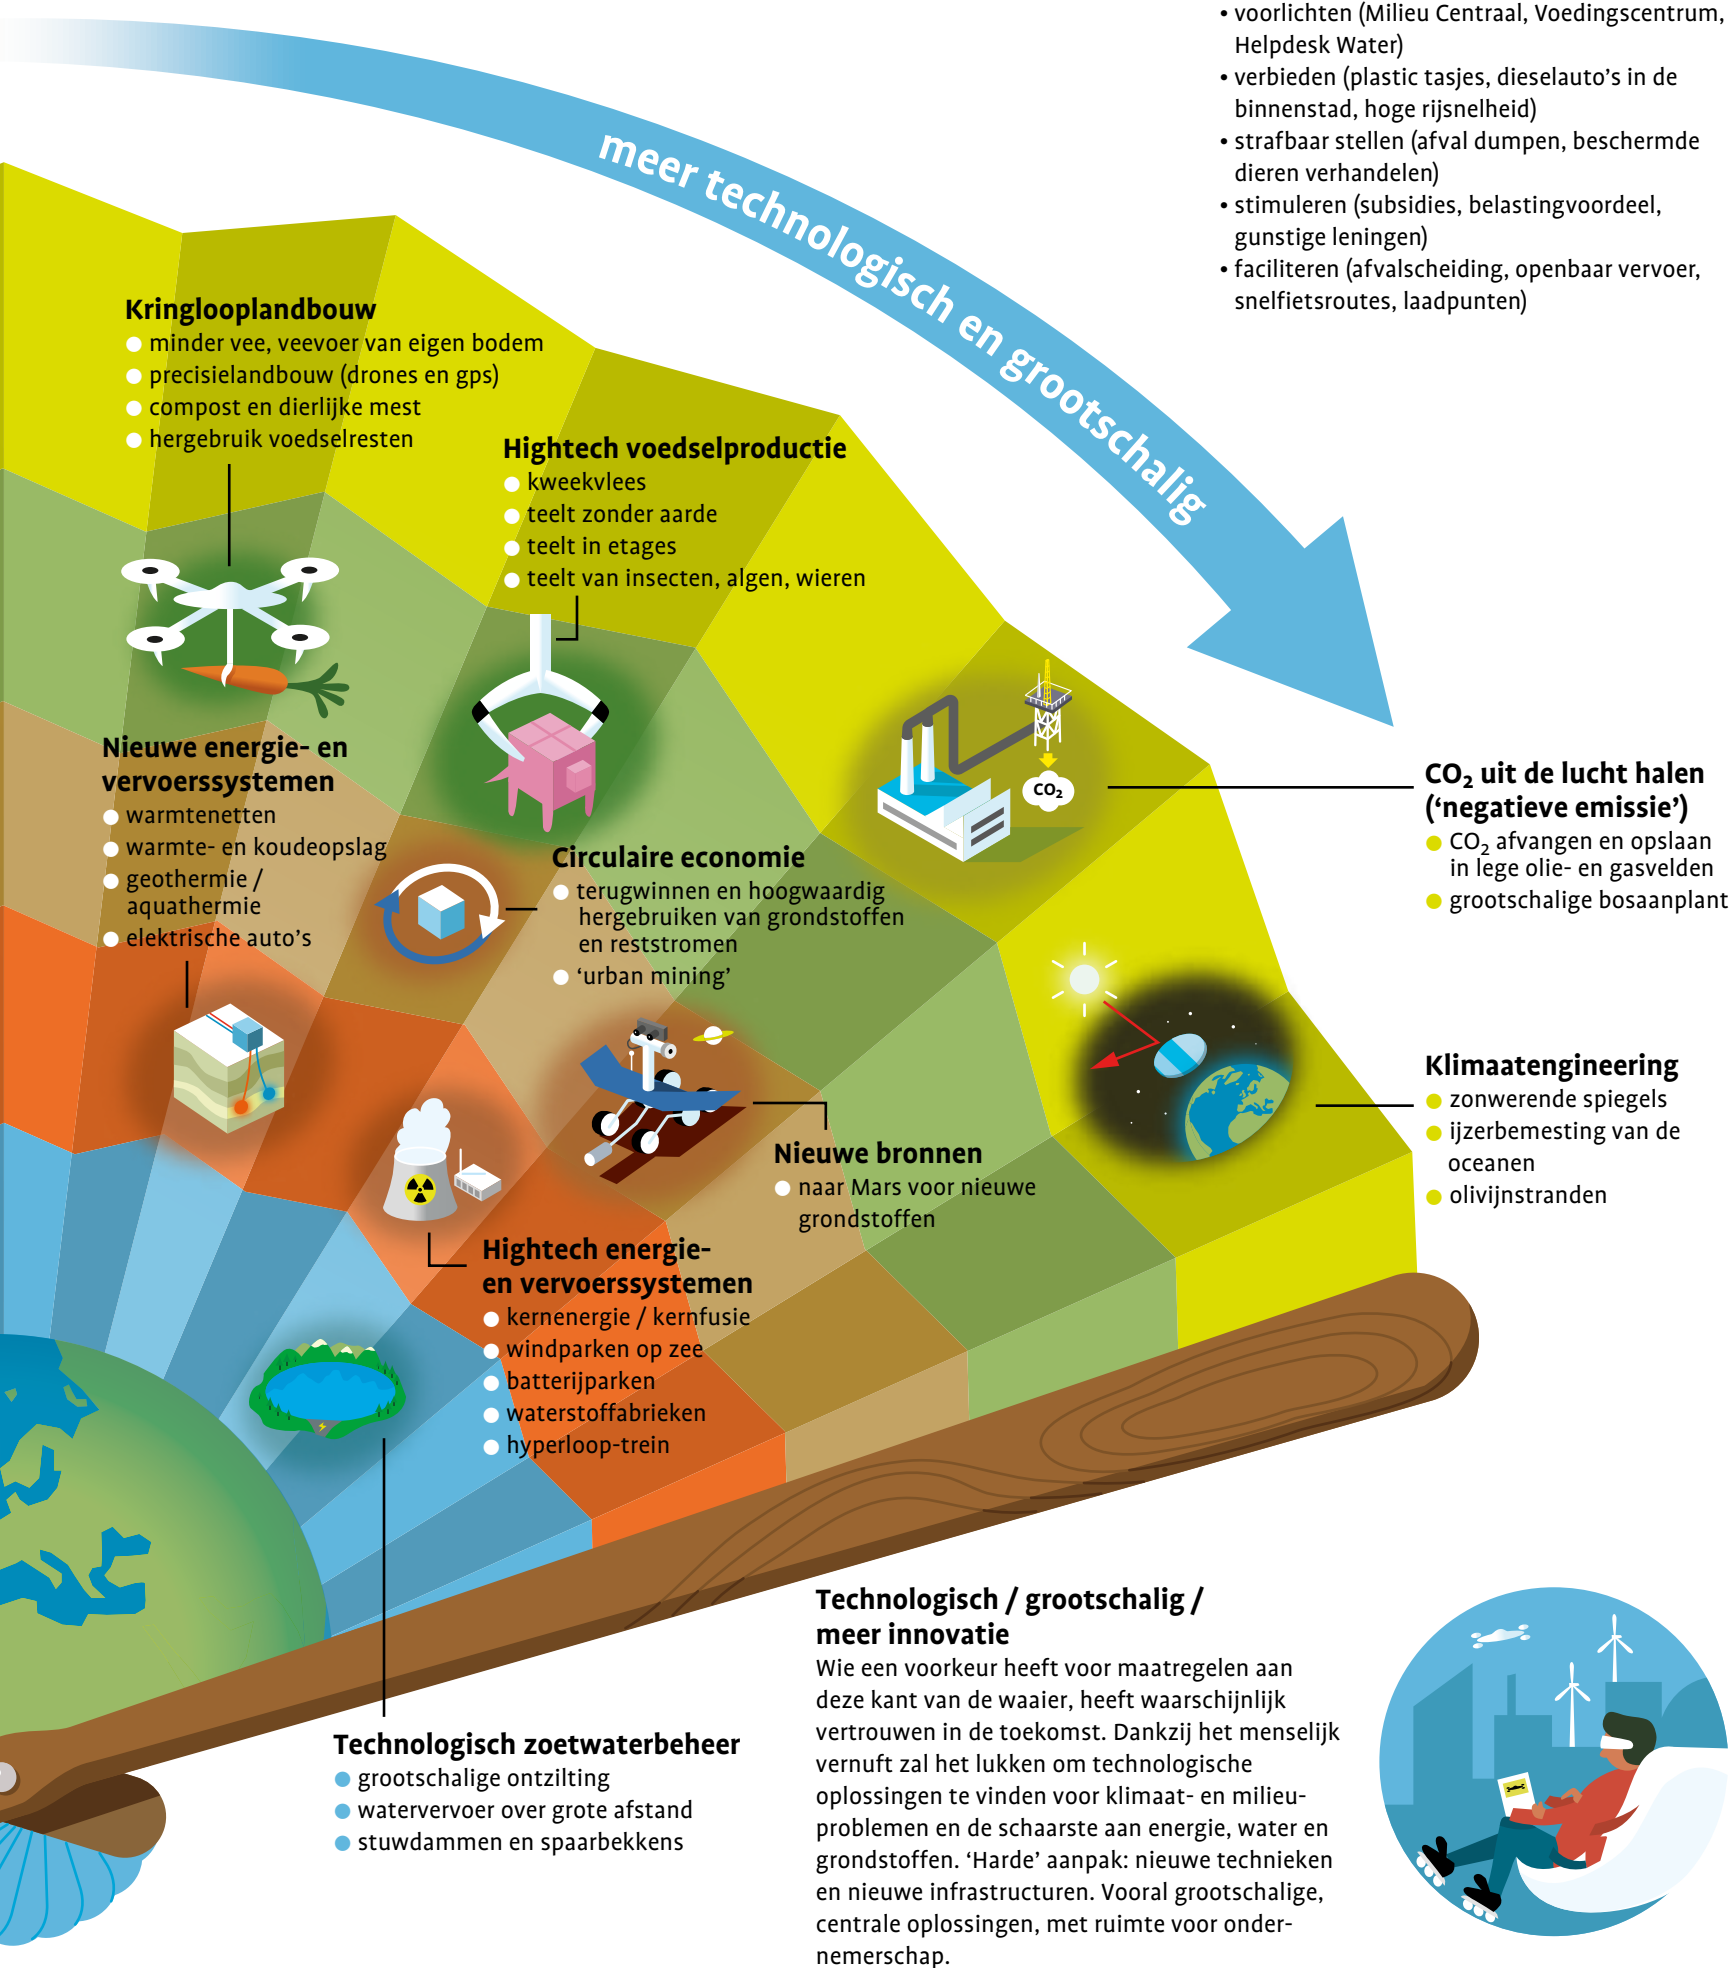 • voorlichten (Milieu Centraal, Voedingscentrum,
Helpdesk Water)
• verbieden (plastic tasjes, dieselauto’s in de
binnenstad, hoge rijsnelheid)
• strafbaar stellen (afval dumpen, beschermde
dieren verhandelen)
• stimuleren (subsidies, belastingvoordeel,
gunstige leningen)
• faciliteren (afvalscheiding, openbaar vervoer,
snelfietsroutes, laadpunten)
meer technologisch en grootschalig
Kringlooplandbouw
minder vee, veevoer van eigen bodem
precisielandbouw (drones en gps)
compost en dierlijke mest
hergebruik voedselresten
Hightech voedselproductie
kweekvlees
teelt zonder aarde
teelt in etages
teelt van insecten, algen, wieren
Nieuwe energie- en
vervoerssystemen
warmtenetten
warmte- en koudeopslag
geothermie /
aquathermie
elektrische auto’s
Circulaire economie
terugwinnen en hoogwaardig
hergebruiken van grondstoffen
en reststromen
‘urban mining’
CO₂
CO₂ uit de lucht halen
(‘negatieve emissie’)
CO₂ afvangen en opslaan
in lege olie- en gasvelden
grootschalige bosaanplant
Klimaatengineering
zonwerende spiegels
ijzerbemesting van de
oceanen
olivijnstranden
Nieuwe bronnen
naar Mars voor nieuwe
grondstoffen
Hightech energie-
en vervoerssystemen
kernenergie / kernfusie
windparken op zee
batterijparken
waterstoffabrieken
hyperloop-trein
Technologisch zoetwaterbeheer
grootschalige ontzilting
watervervoer over grote afstand
stuwdammen en spaarbekkens
Technologisch / grootschalig /
meer innovatie
Wie een voorkeur heeft voor maatregelen aan
deze kant van de waaier, heeft waarschijnlijk
vertrouwen in de toekomst. Dankzij het menselijk
vernuft zal het lukken om technologische
oplossingen te vinden voor klimaat- en milieu-
problemen en de schaarste aan energie, water en
grondstoffen. ‘Harde’ aanpak: nieuwe technieken
en nieuwe infrastructuren. Vooral grootschalige,
centrale oplossingen, met ruimte voor onder-
nemerschap.